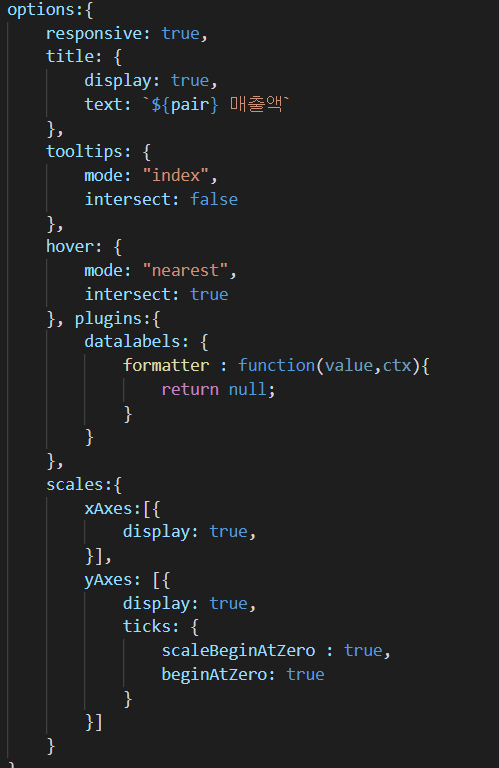 options:{
    responsive: true,
    title: {
        display: true,
        text: `${pair} 매출액`
    },
    tooltips: {
        mode: "index",
        intersect: false
    },
    hover: {
        mode: "nearest",
        intersect: true
    }, plugins:{
        datalabels: {
            formatter : function(value,ctx){
                return null;
            }
        }
    },
    scales:{
        xAxes:[{
            display: true,
        }],
        yAxes: [{
            display: true,
            ticks: {
                scaleBeginAtZero : true,
                beginAtZero: true
            }
        }]
    }
}